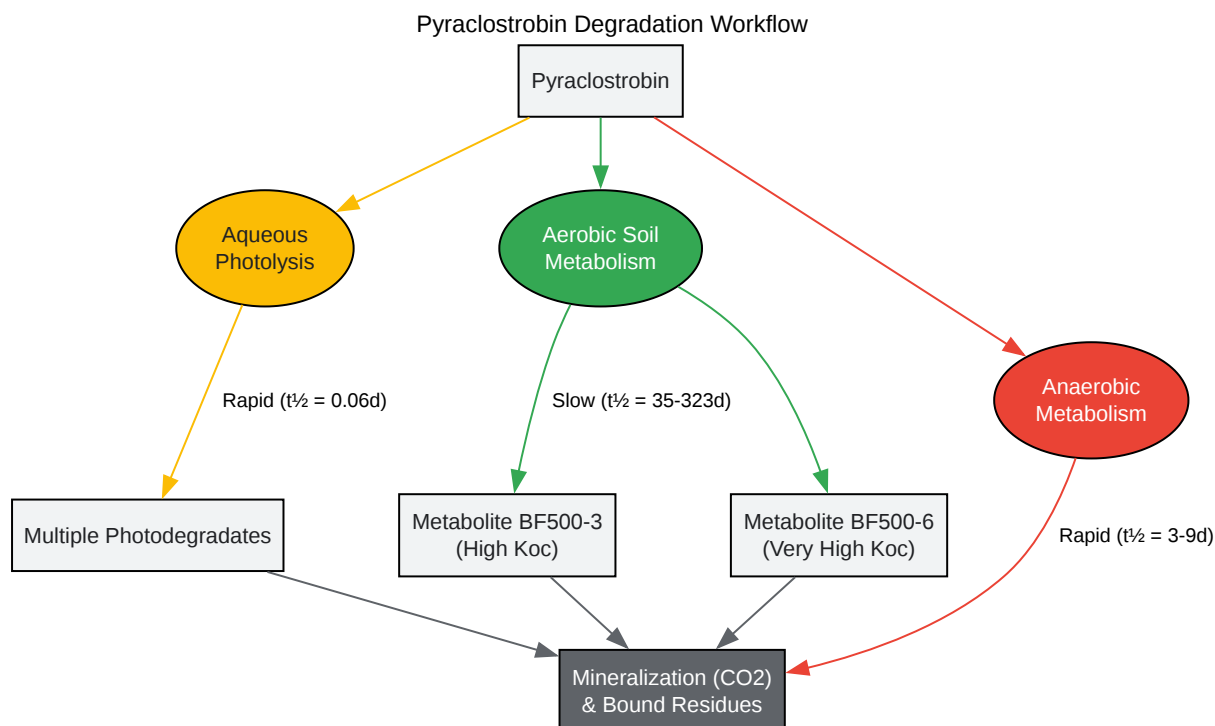 Pyraclostrobin Degradation Workflow
Pyraclostrobin
Aqueous
Photolysis
Aerobic Soil
Metabolism
Anaerobic
Metabolism
Rapid (t½ = 0.06d)
Slow (t½ = 35-323d)
Multiple Photodegradates
Metabolite BF500-3
(High Koc)
Metabolite BF500-6
(Very High Koc)
Rapid (t½ = 3-9d)
Mineralization (CO2)
& Bound Residues